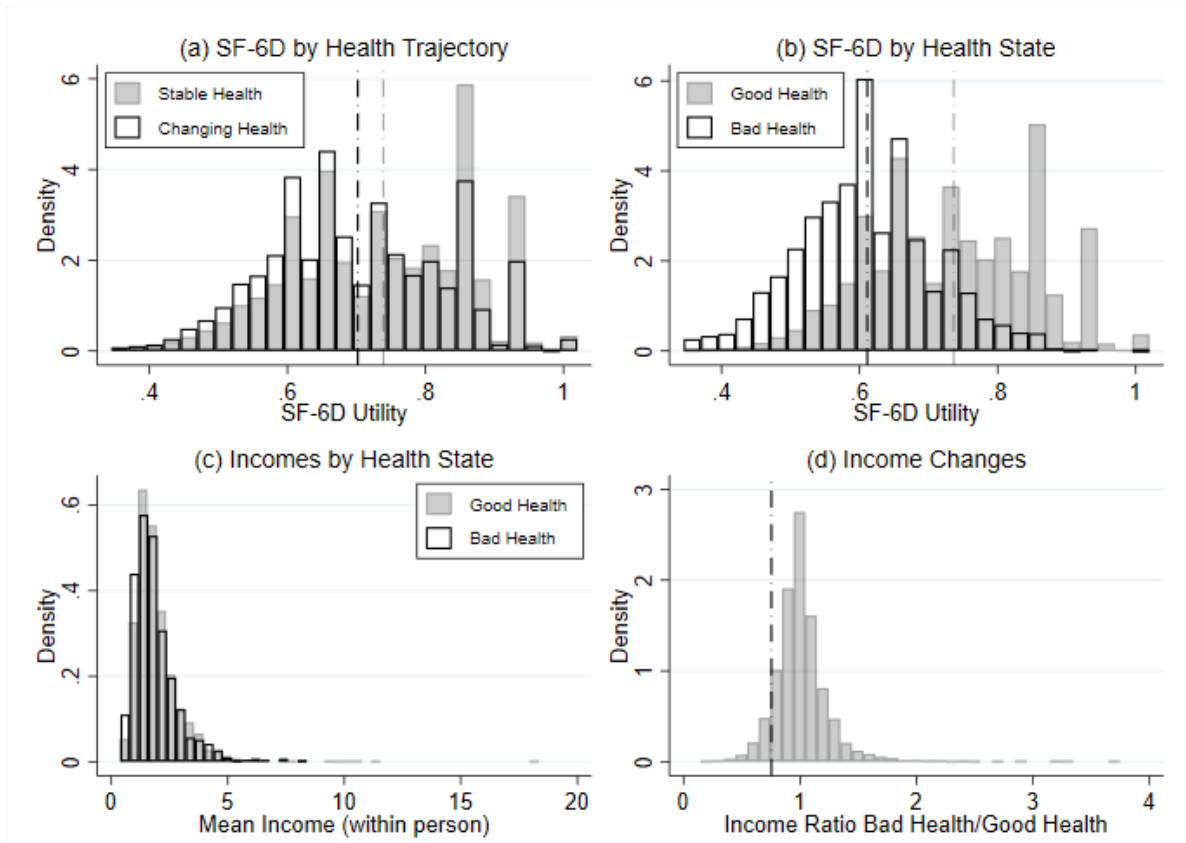 (a) SF-6D by Health Trajectory
Stable Health
Changing Health
Density
0
2
4
6
.4
.6
.8
1
SF-6D Utility
(b) SF-6D by Health State
Good Health
Bad Health
Density
0
2
4
6
.4
.6
.8
1
SF-6D Utility
(c) Incomes by Health State
Good Health
Bad Health
Density
0
.2
.4
.6
0
5
10
15
20
Mean Income (within person)
(d) Income Changes
Density
0
1
2
3
0
1
2
3
4
Income Ratio Bad Health/Good Health